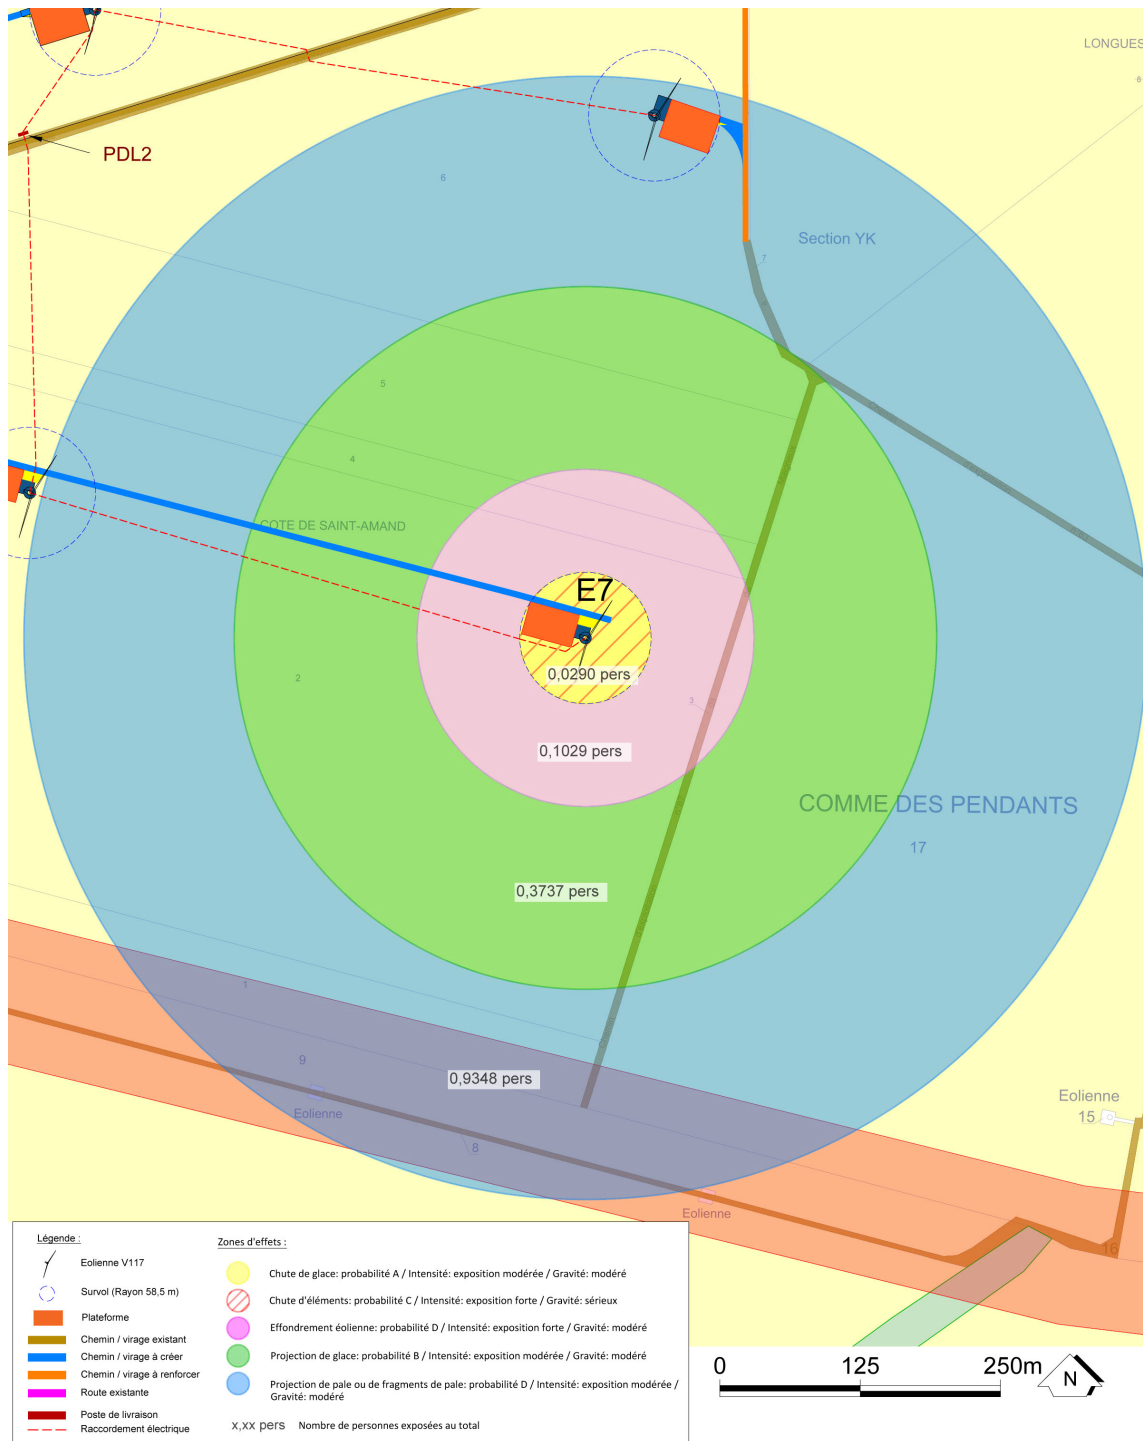 LONGUES
8
PDL2
6
Section YK
7
5
4
COTE DE SAINT-AMAND
E7
2
0,0290 pers
3
0,1029 pers
COMME DES PENDANTS
17
0,3737 pers
1
9
0,9348 pers
Eolienne
8
Eolienne
15
Eolienne
16
Légende :
Eolienne V117
Survol (Rayon 58,5 m)
Plateforme
Chemin / virage existant
Chemin / virage à créer
Chemin / virage à renforcer
Route existante
Poste de livraison
Raccordement électrique
Zones d'effets :
Chute de glace: probabilité A / Intensité: exposition modérée / Gravité: modéré
Chute d'éléments: probabilité C / Intensité: exposition forte / Gravité: sérieux
Effondrement éolienne: probabilité D / Intensité: exposition forte / Gravité: modéré
Projection de glace: probabilité B / Intensité: exposition modérée / Gravité: modéré
Projection de pale ou de fragments de pale: probabilité D / Intensité: exposition modérée /
Gravité: modéré
x,xx pers Nombre de personnes exposées au total
0 125 250m
N